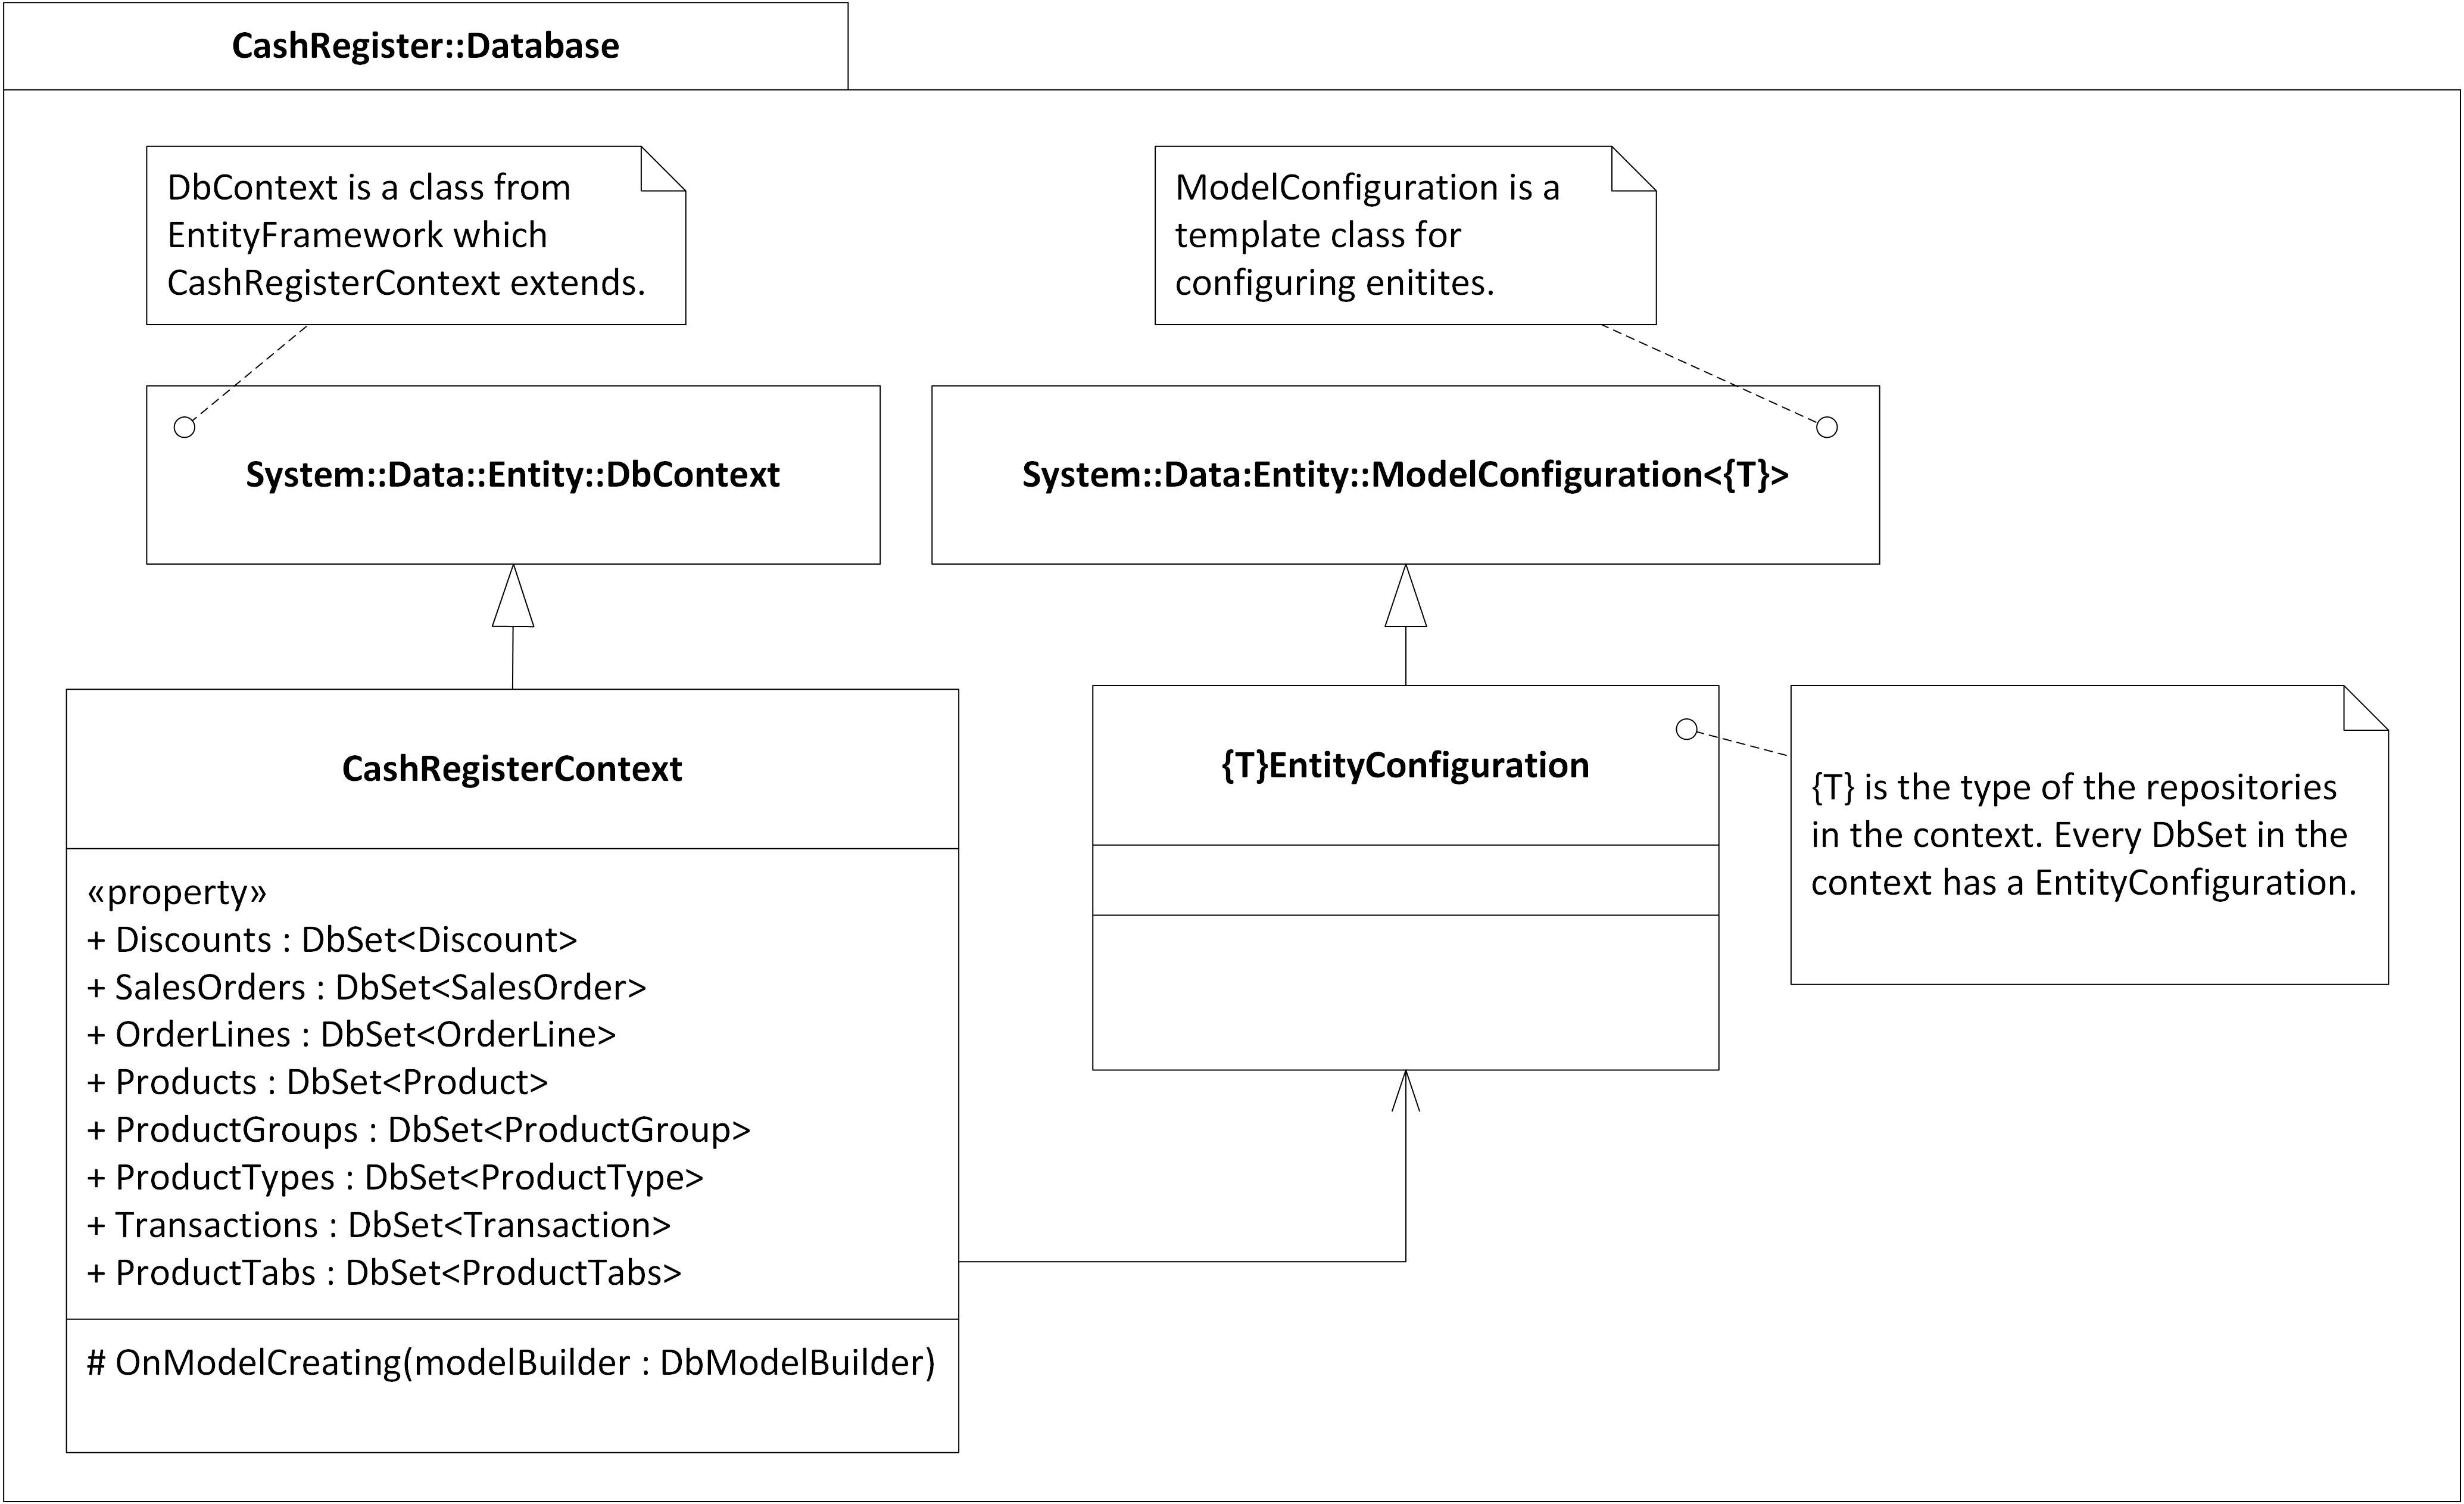 CashRegister::Database
DbContext is a class from
EntityFramework which
CashRegisterContext extends.
ModelConfiguration is a
template class for
configuring enitites.
System::Data::Entity::DbContext
System::Data:Entity::ModelConfiguration<{T}>
CashRegisterContext
«property»
+ Discounts : DbSet<Discount>
+ SalesOrders : DbSet<SalesOrder>
+ OrderLines : DbSet<OrderLine>
+ Products : DbSet<Product>
+ ProductGroups : DbSet<ProductGroup>
+ ProductTypes : DbSet<ProductType>
+ Transactions : DbSet<Transaction>
+ ProductTabs : DbSet<ProductTabs>
# OnModelCreating(modelBuilder : DbModelBuilder)
{T}EntityConfiguration
{T} is the type of the repositories
in the context. Every DbSet in the
context has a EntityConfiguration.